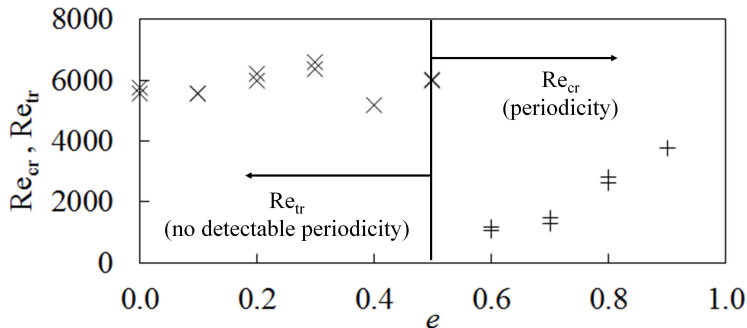 8000
6000
4000
2000
0
Re_cr , Re_tr
Re_cr
(periodicity)
Re_tr
(no detectable periodicity)
0.0 0.2 0.4 0.6 0.8 1.0
e